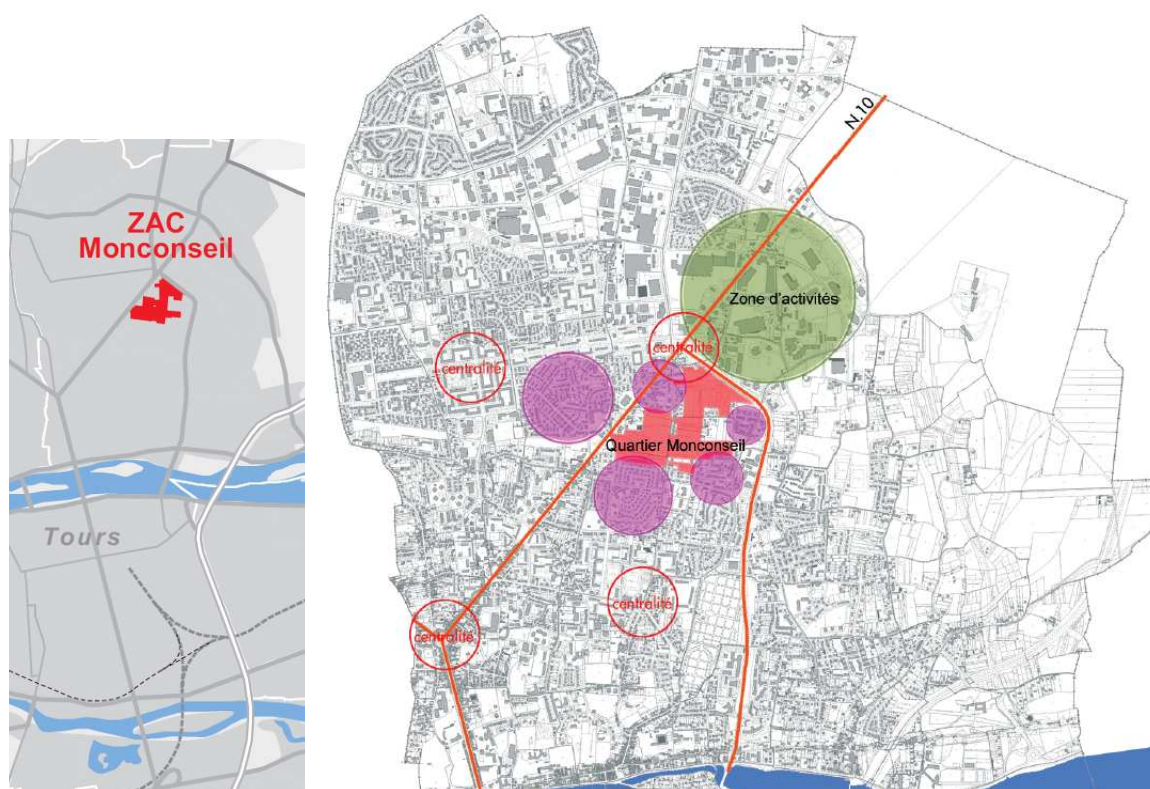 ZAC
Monconseil
Tours
N.10
Zone d'activités
centralité
centralité
Quartier Monconseil
centralité
centralité